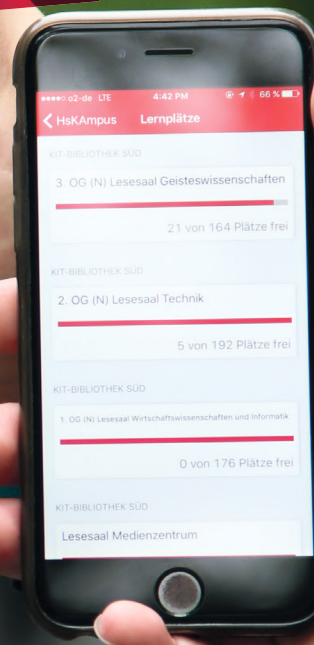 o2-de LTE 4:42 PM 66 %
HsKAmpus Lernplätze
KIT-BIBLIOTHEK SÜD
3. OG (N) Lesesaal Geisteswissenschaften
21 von 164 Plätze frei
KIT-BIBLIOTHEK SÜD
2. OG (N) Lesesaal Technik
5 von 192 Plätze frei
KIT-BIBLIOTHEK SÜD
1. OG (N) Lesesaal Wirtschaftswissenschaften und Informatik
0 von 176 Plätze frei
KIT-BIBLIOTHEK SÜD
Lesesaal Medienzentrum